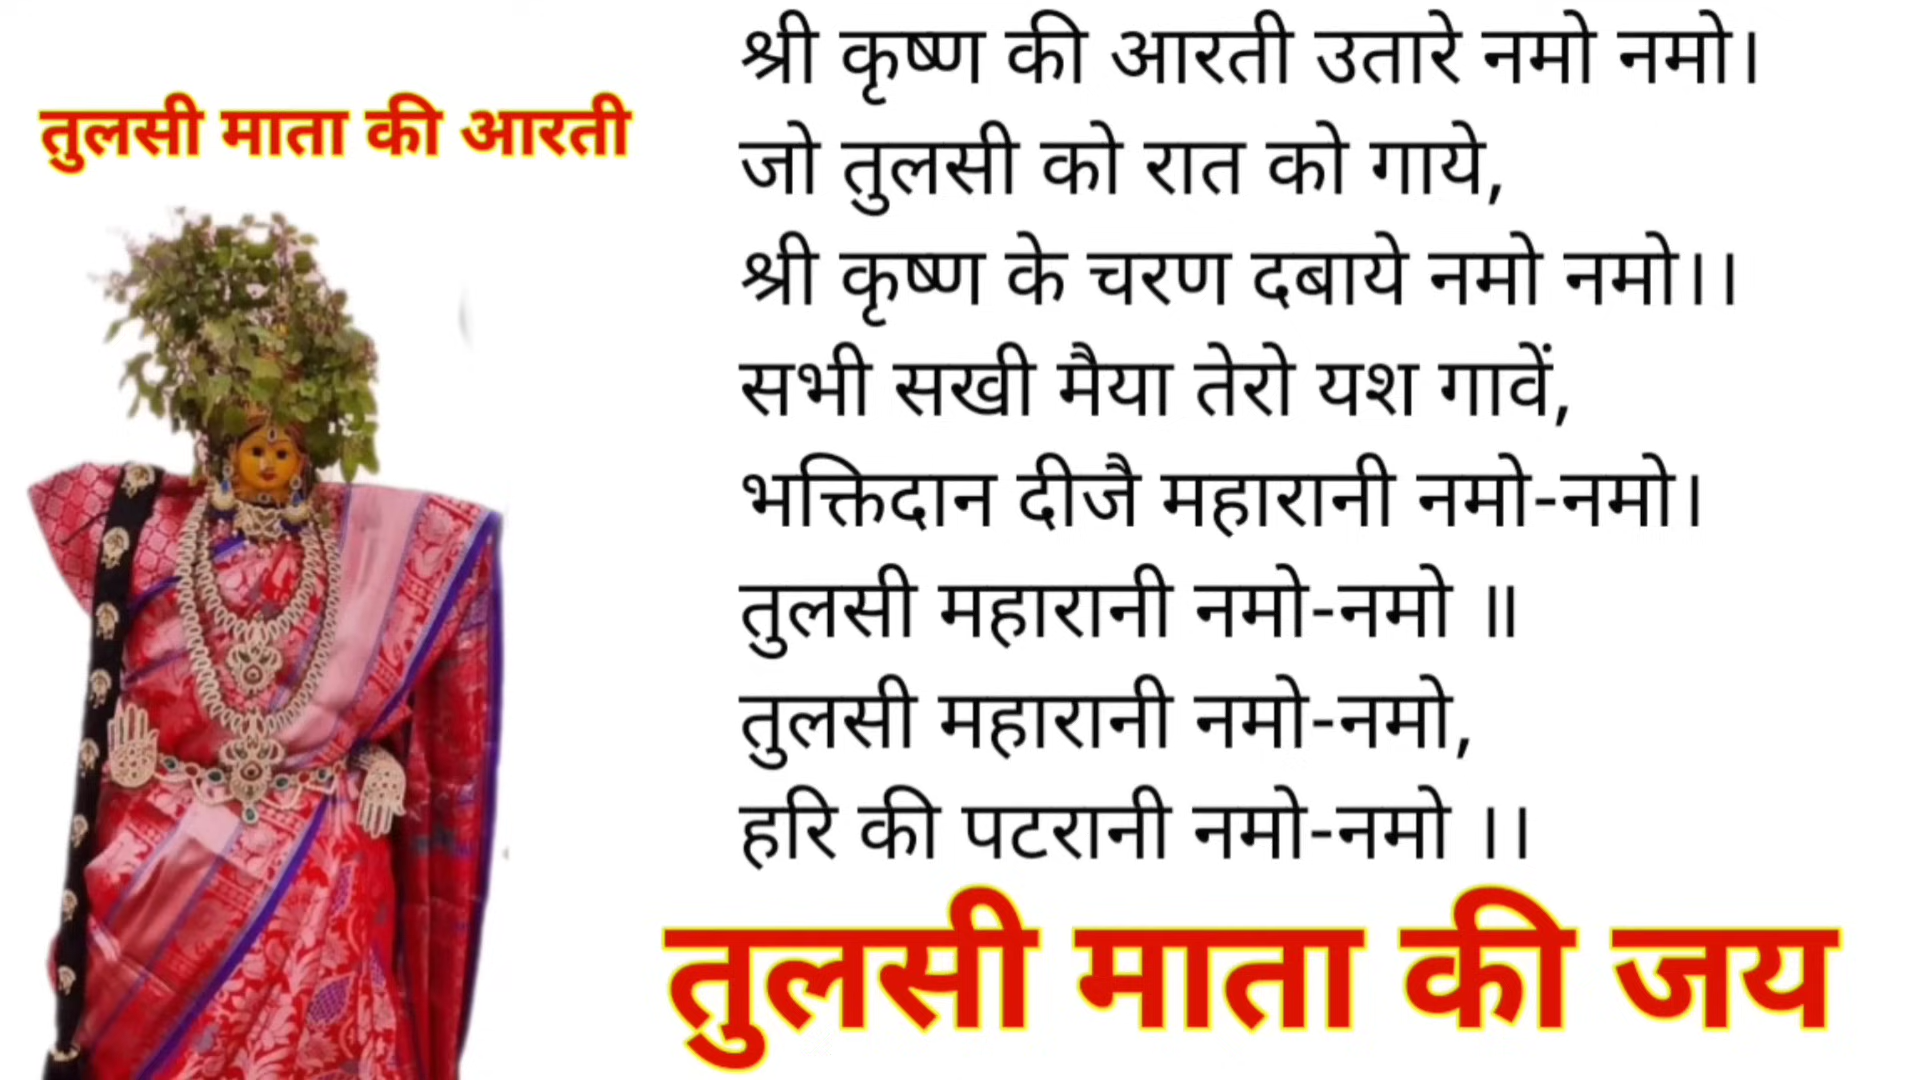 तुलसी माता की आरती
श्री कृष्ण की आरती उतारे नमो नमो।
जो तुलसी को रात को गाये,
श्री कृष्ण के चरण दबाये नमो नमो।।
सभी सखी मैया तेरो यश गावें,
भक्तिदान दीजै महारानी नमो-नमो।
तुलसी महारानी नमो-नमो ॥
तुलसी महारानी नमो-नमो,
हरि की पटरानी नमो-नमो ।।
तुलसी माता की जय